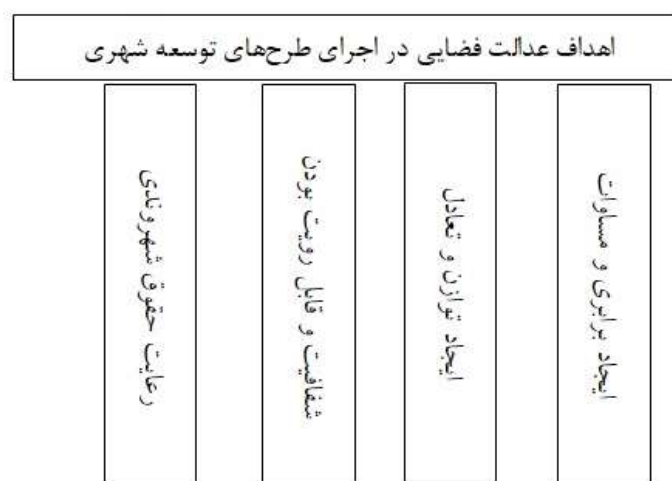 اهداف عدالت فضایی در اجرای طرح‌های توسعه شهری
ایجاد برابری و مساوات
ایجاد توازن و تعادل
شفافیت و قابل رویت بودن
رعایت حقوق شهروندی